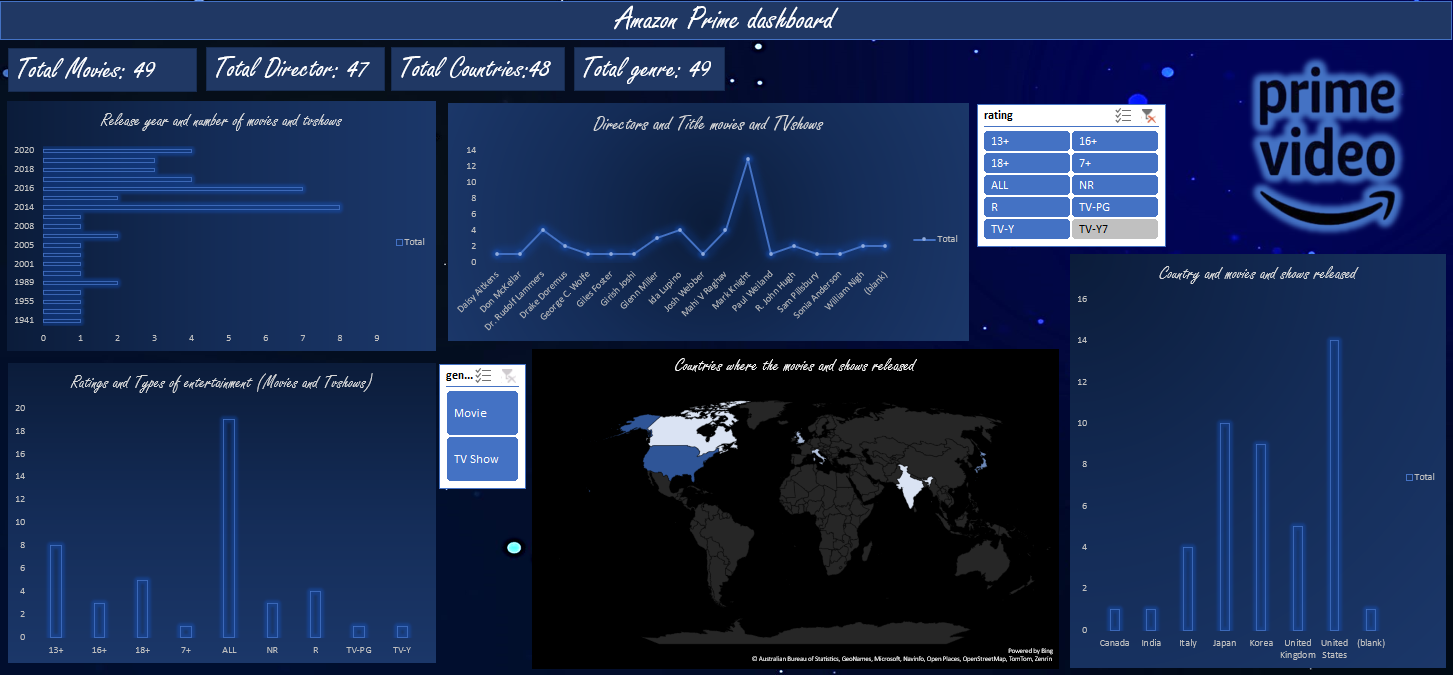 Amazon Prime dashboard
Total Movies: 49
Total Director: 47
Total Countries:48
Total genre: 49
prime
video
Release year and number of movies and tvshows
2020
2018
2016
2014
2008
2005
2001
1989
1955
1941
0 1 2 3 4 5 6 7 8 9
Total
Directors and Title movies and TVshows
14
12
10
8
6
4
2
0
Daisy Aitkens
Don McKellar
Dr. Rudolf Lammers
Drake Doremus
George C. Wolfe
Giles Foster
Girish Joshi
Glenn Miller
Ida Lupino
Josh Webber
Mahi V Raghav
Mark Knight
Paul Weiland
R. John Hugh
Sam Pillsbury
Sonia Anderson
William Nigh
(blank)
Total
rating
13+ 16+
18+ 7+
ALL NR
R TV-PG
TV-Y TV-Y7
Ratings and Types of entertainment (Movies and Tvshows)
20
18
16
14
12
10
8
6
4
2
0
13+ 16+ 18+ 7+ ALL NR R TV-PG TV-Y
gen...
Movie
TV Show
Countries where the movies and shows released
Powered by Bing
© Australian Bureau of Statistics, GeoNames, Microsoft, Navinfo, Open Places, OpenStreetMap, TomTom, Zenrin
Country and movies and shows released
16
14
12
10
8
6
4
2
0
Canada India Italy Japan Korea United Kingdom United States (blank)
Total